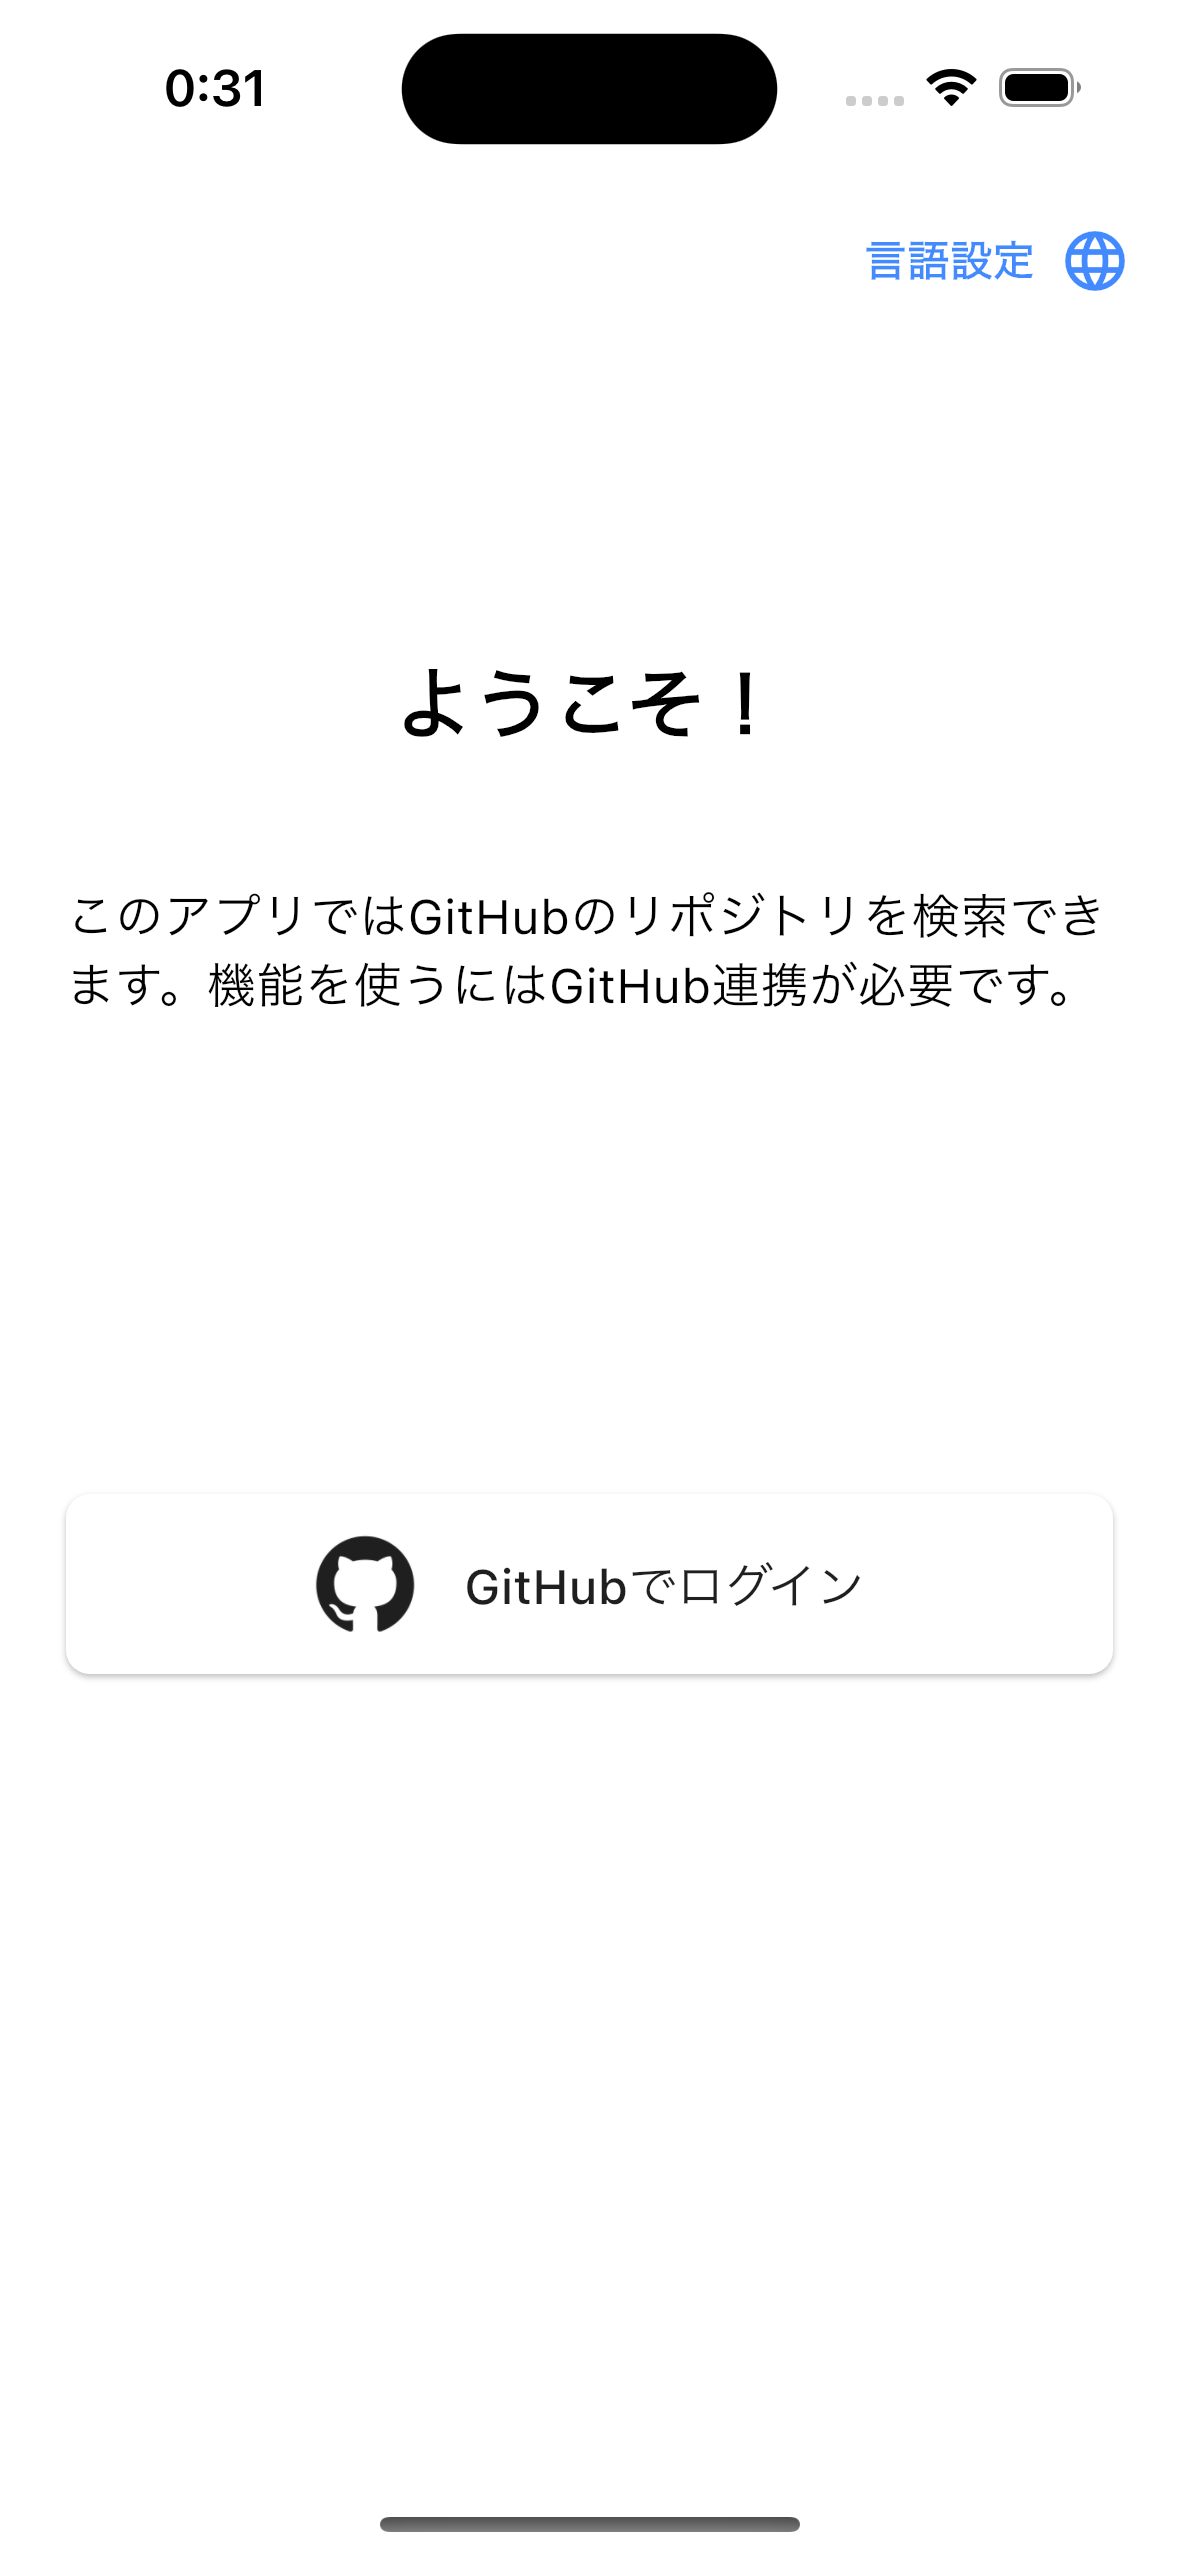 0:31
言語設定
ようこそ！
このアプリではGitHubのリポジトリを検索でき
ます。機能を使うにはGitHub連携が必要です。
GitHubでログイン